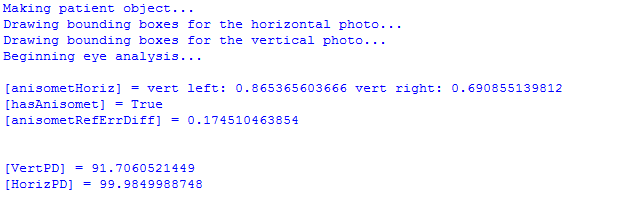 Making patient object...
Drawing bounding boxes for the horizontal photo...
Drawing bounding boxes for the vertical photo...
Beginning eye analysis...
[anisometHoriz] = vert left: 0.865365603666 vert right: 0.690855139812
[hasAnisomet] = True
[anisometRefErrDiff] = 0.174510463854
[VertPD] = 91.7060521449
[HorizPD] = 99.9849988748